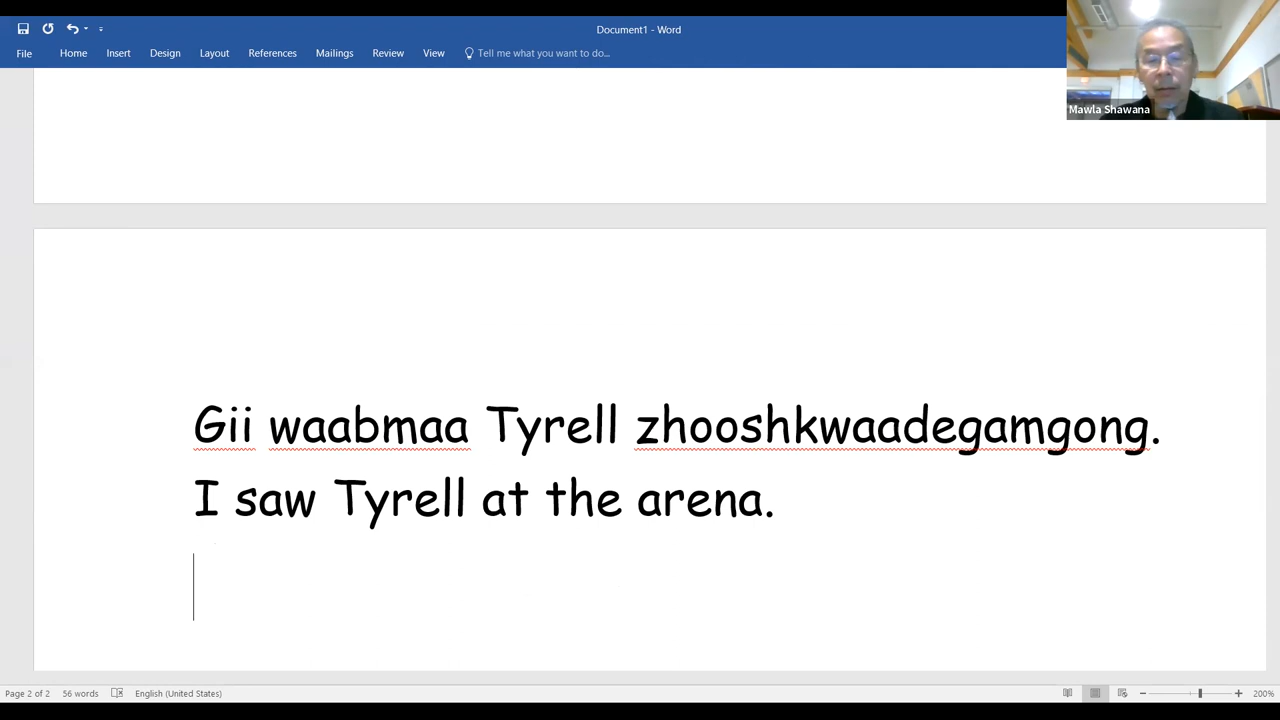 Document1 - Word
File Home Insert Design Layout References Mailings Review View Tell me what you want to do...
Mawla Shawana
Gii waabmaa Tyrell zhooshkwaadegamgong.
I saw Tyrell at the arena.
Page 2 of 2 56 words English (United States) 200%